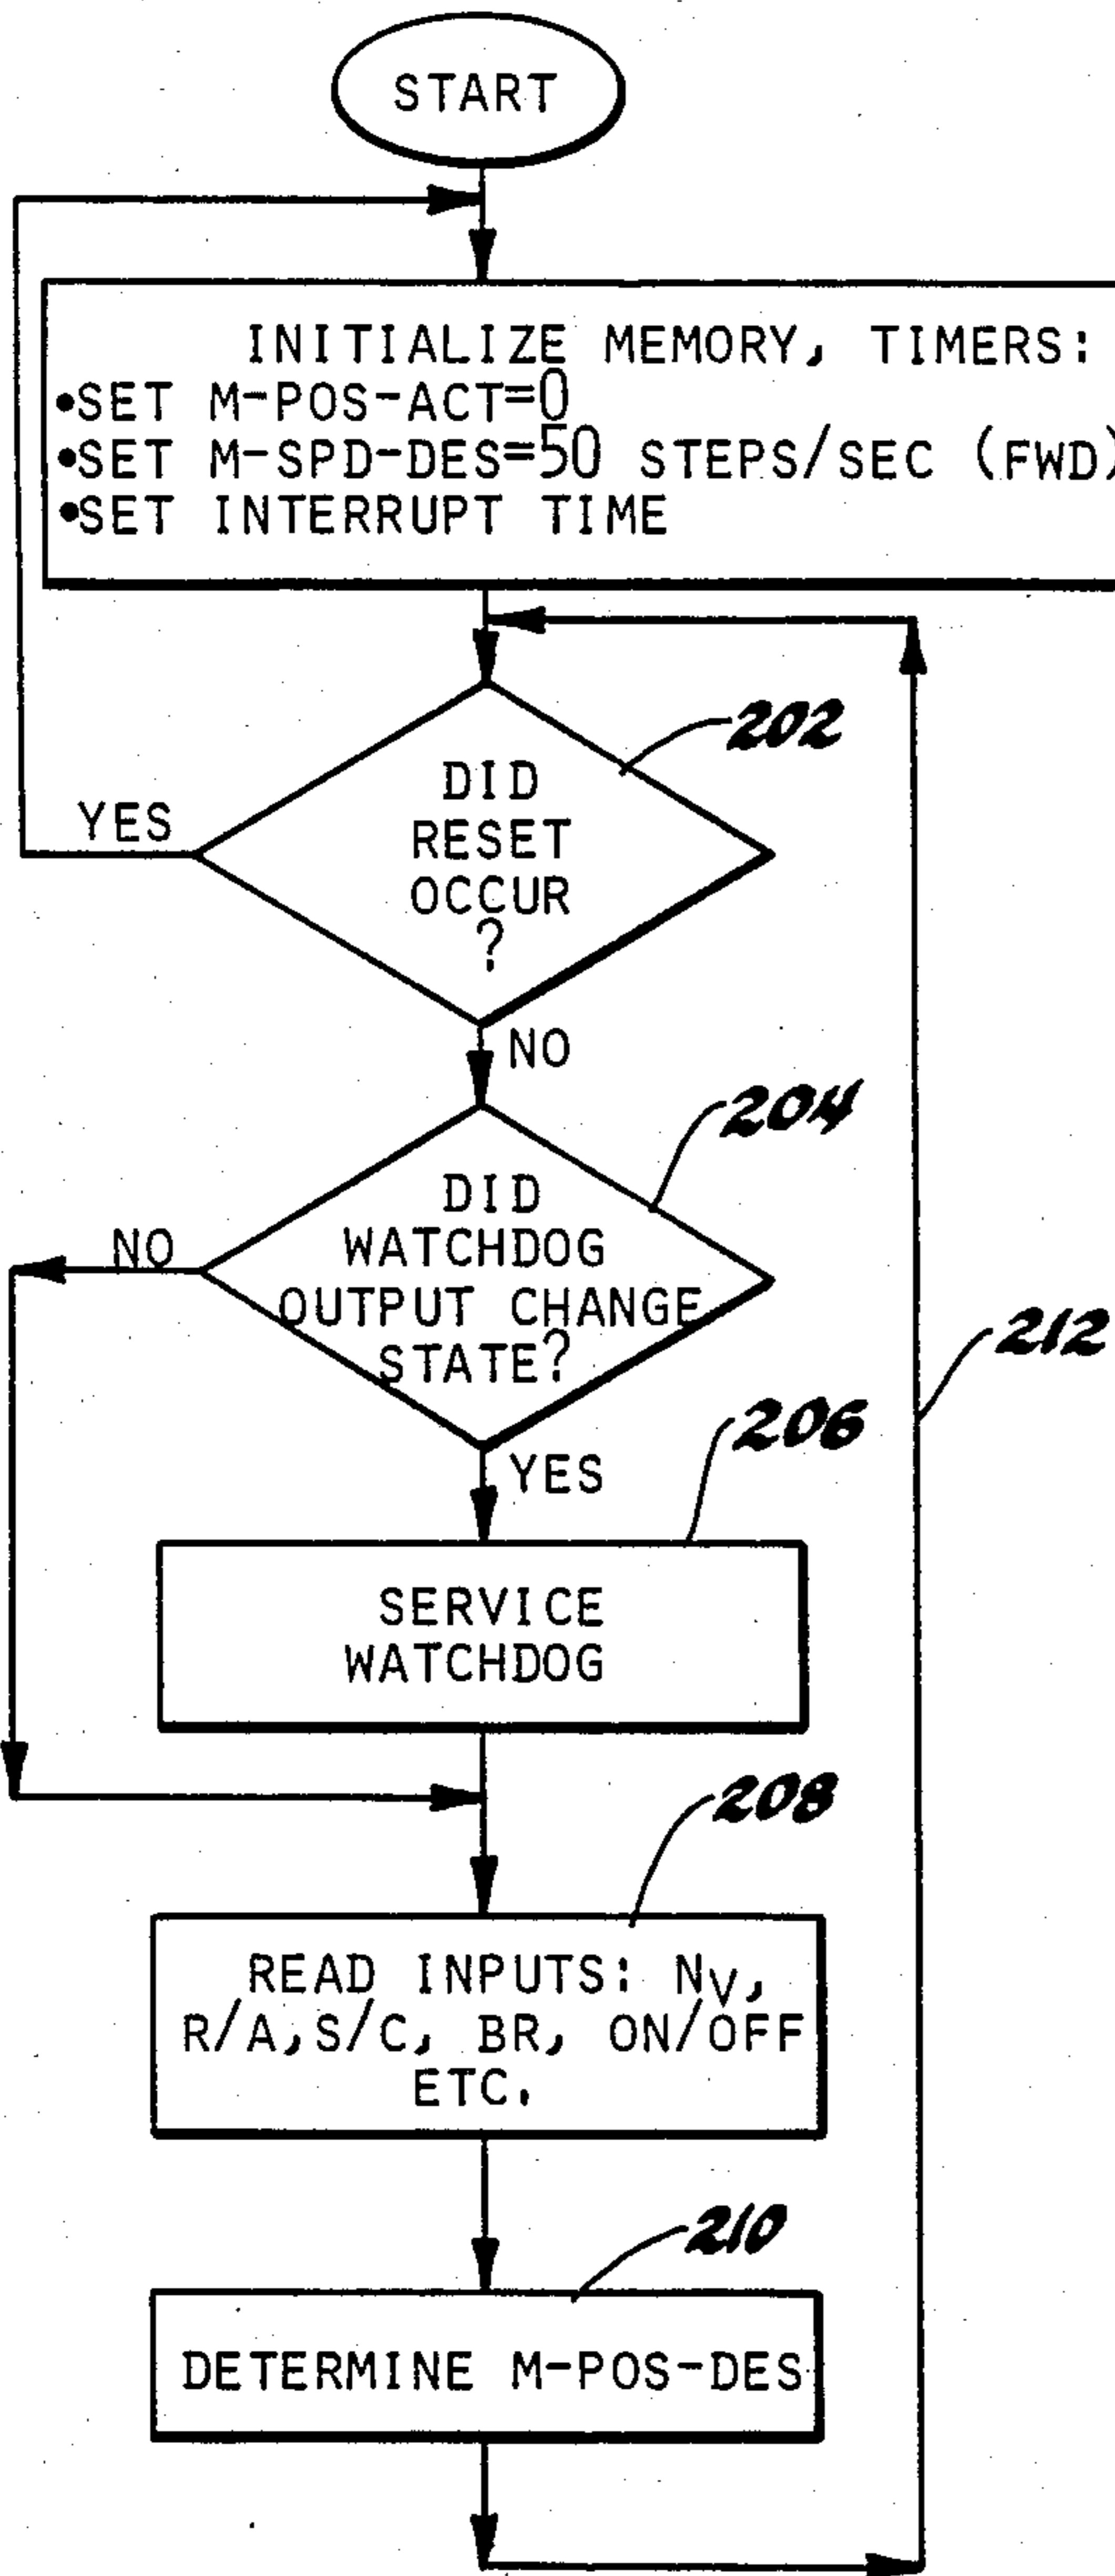 START
INITIALIZE MEMORY, TIMERS:
•SET M-POS-ACT=0
•SET M-SPD-DES=50 STEPS/SEC (FWD)
•SET INTERRUPT TIME
202
DID
RESET
OCCUR
?
YES
NO
204
DID
WATCHDOG
OUTPUT CHANGE
STATE?
NO
212
206
YES
SERVICE
WATCHDOG
208
READ INPUTS: NV,
R/A, S/C, BR, ON/OFF
ETC.
210
DETERMINE M-POS-DES